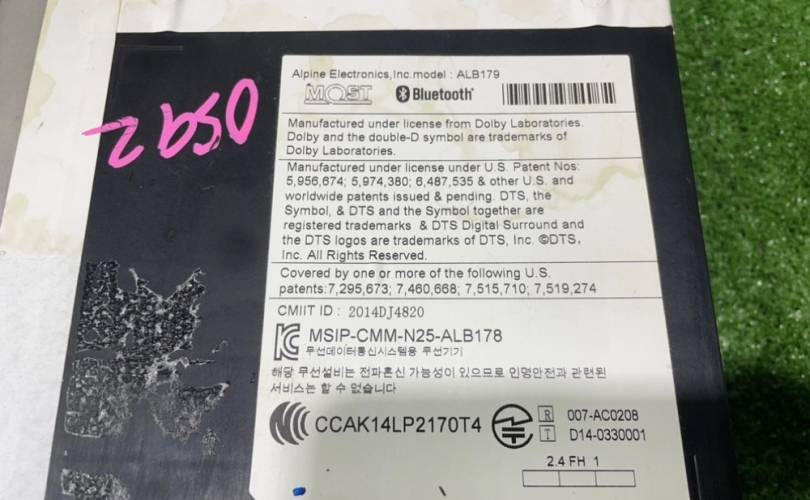 Alpine Electronics,Inc.model : ALB179
MOST Bluetooth
Manufactured under license from Dolby Laboratories.
Dolby and the double-D symbol are trademarks of
Dolby Laboratories.
Manufactured under license under U.S. Patent Nos:
5,956,674; 5,974,380; 6,487,535 & other U.S. and
worldwide patents issued & pending. DTS, the
Symbol, & DTS and the Symbol together are
registered trademarks & DTS Digital Surround and
the DTS logos are trademarks of DTS, Inc. ©DTS,
Inc. All Rights Reserved.
Covered by one or more of the following U.S.
patents:7,295,673; 7,460,668; 7,515,710; 7,519,274
CMIIT ID : 2014DJ4820
MSIP-CMM-N25-ALB178
무선데이터통신시스템용 무선기기
해당 무선설비는 전파혼신 가능성이 있으므로 인명안전과 관련된
서비스는 할 수 없습니다
CCAK14LP2170T4
R 007-AC0208
T D14-0330001
2.4 FH 1